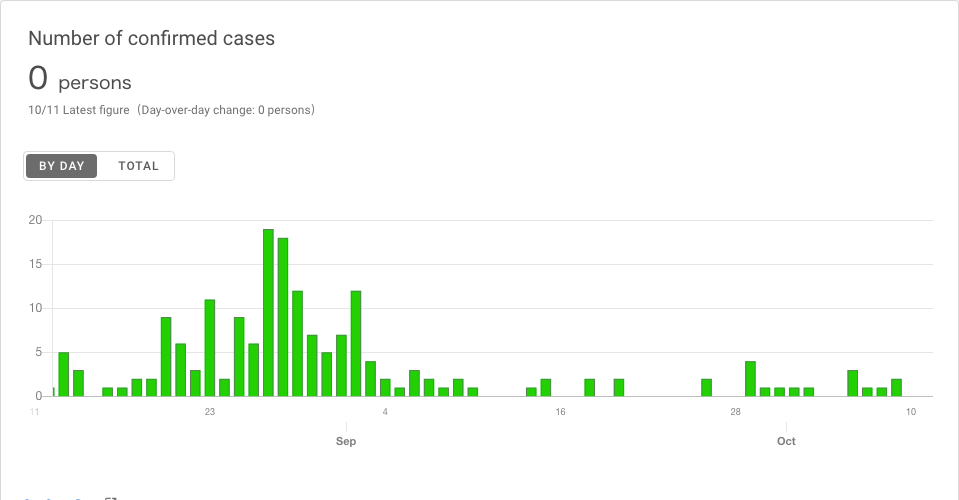 Number of confirmed cases
0 persons
10/11 Latest figure（Day-over-day change: 0 persons）
BY DAY TOTAL
20
15
10
5
0
11 23 4 16 28 10
Sep Oct